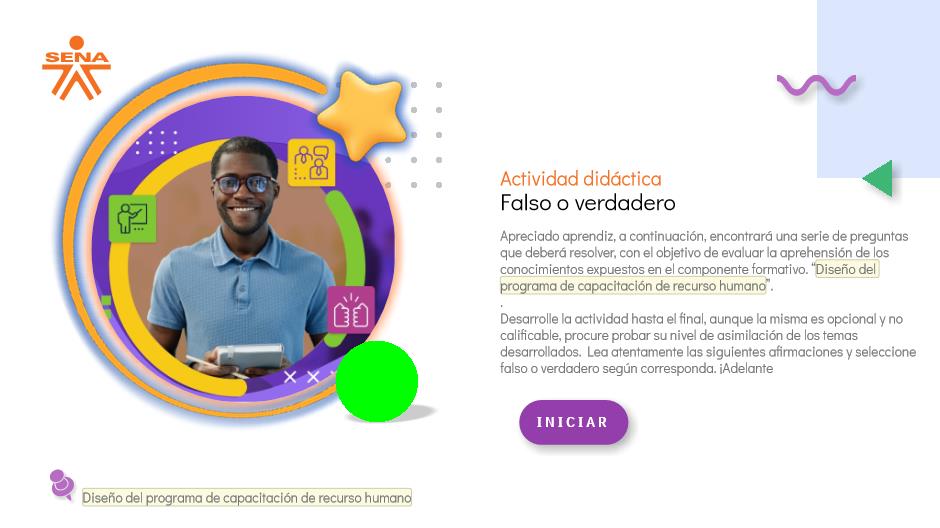 SENA
Actividad didáctica
Falso o verdadero
Apreciado aprendiz, a continuación, encontrará una serie de preguntas
que deberá resolver, con el objetivo de evaluar la aprehensión de los
conocimientos expuestos en el componente formativo. “Diseño del
programa de capacitación de recurso humano”.
.
Desarrolle la actividad hasta el final, aunque la misma es opcional y no
calificable, procure probar su nivel de asimilación de los temas
desarrollados. Lea atentamente las siguientes afirmaciones y seleccione
falso o verdadero según corresponda. ¡Adelante
INICIAR
Diseño del programa de capacitación de recurso humano